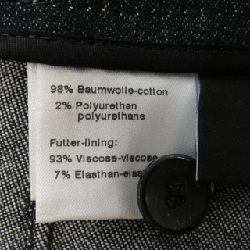 98% Baumwolle-cotton
2% Polyurethan
polyurethane
Futter-lining:
93% Viscose-viscose
7% Elasthan-elas